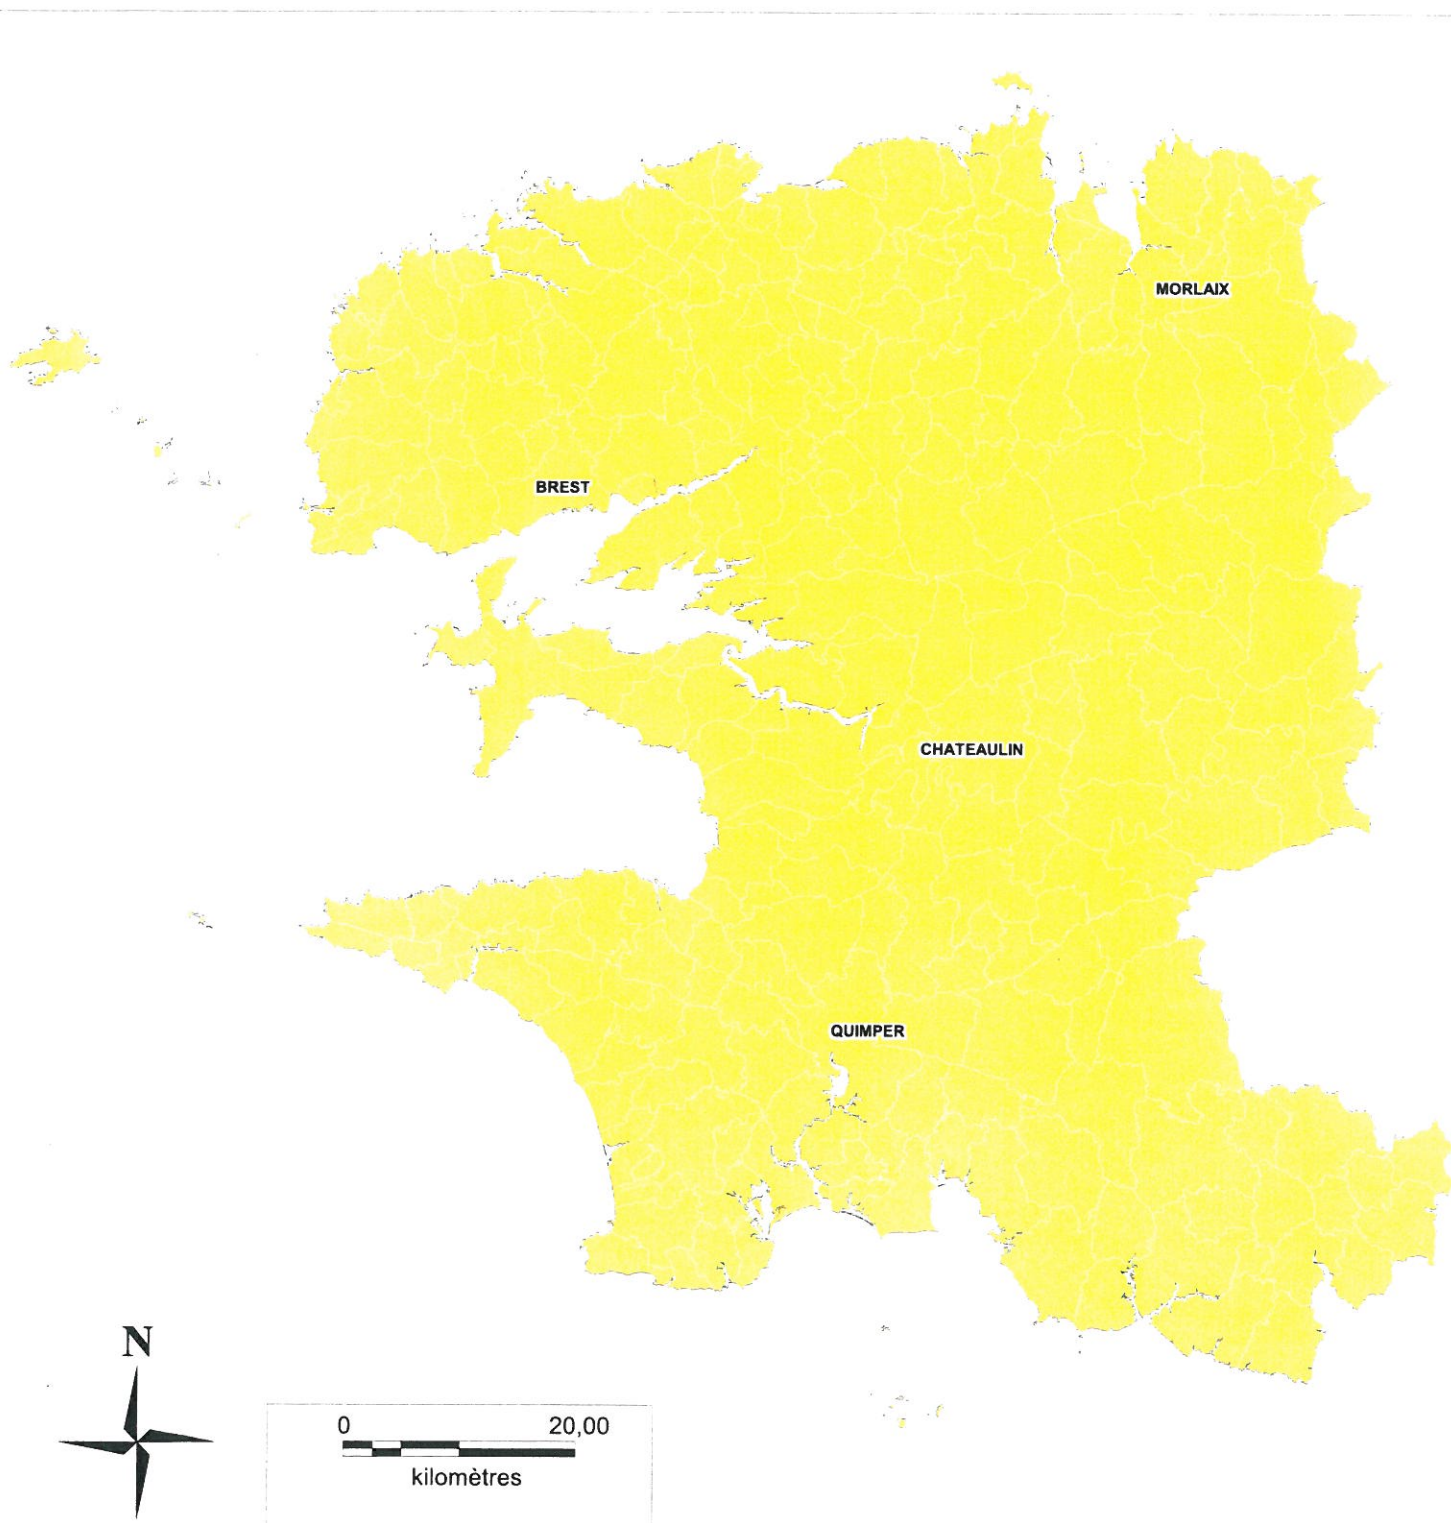 MORLAIX
BREST
CHATEAULIN
QUIMPER
N
0 20,00
kilomètres